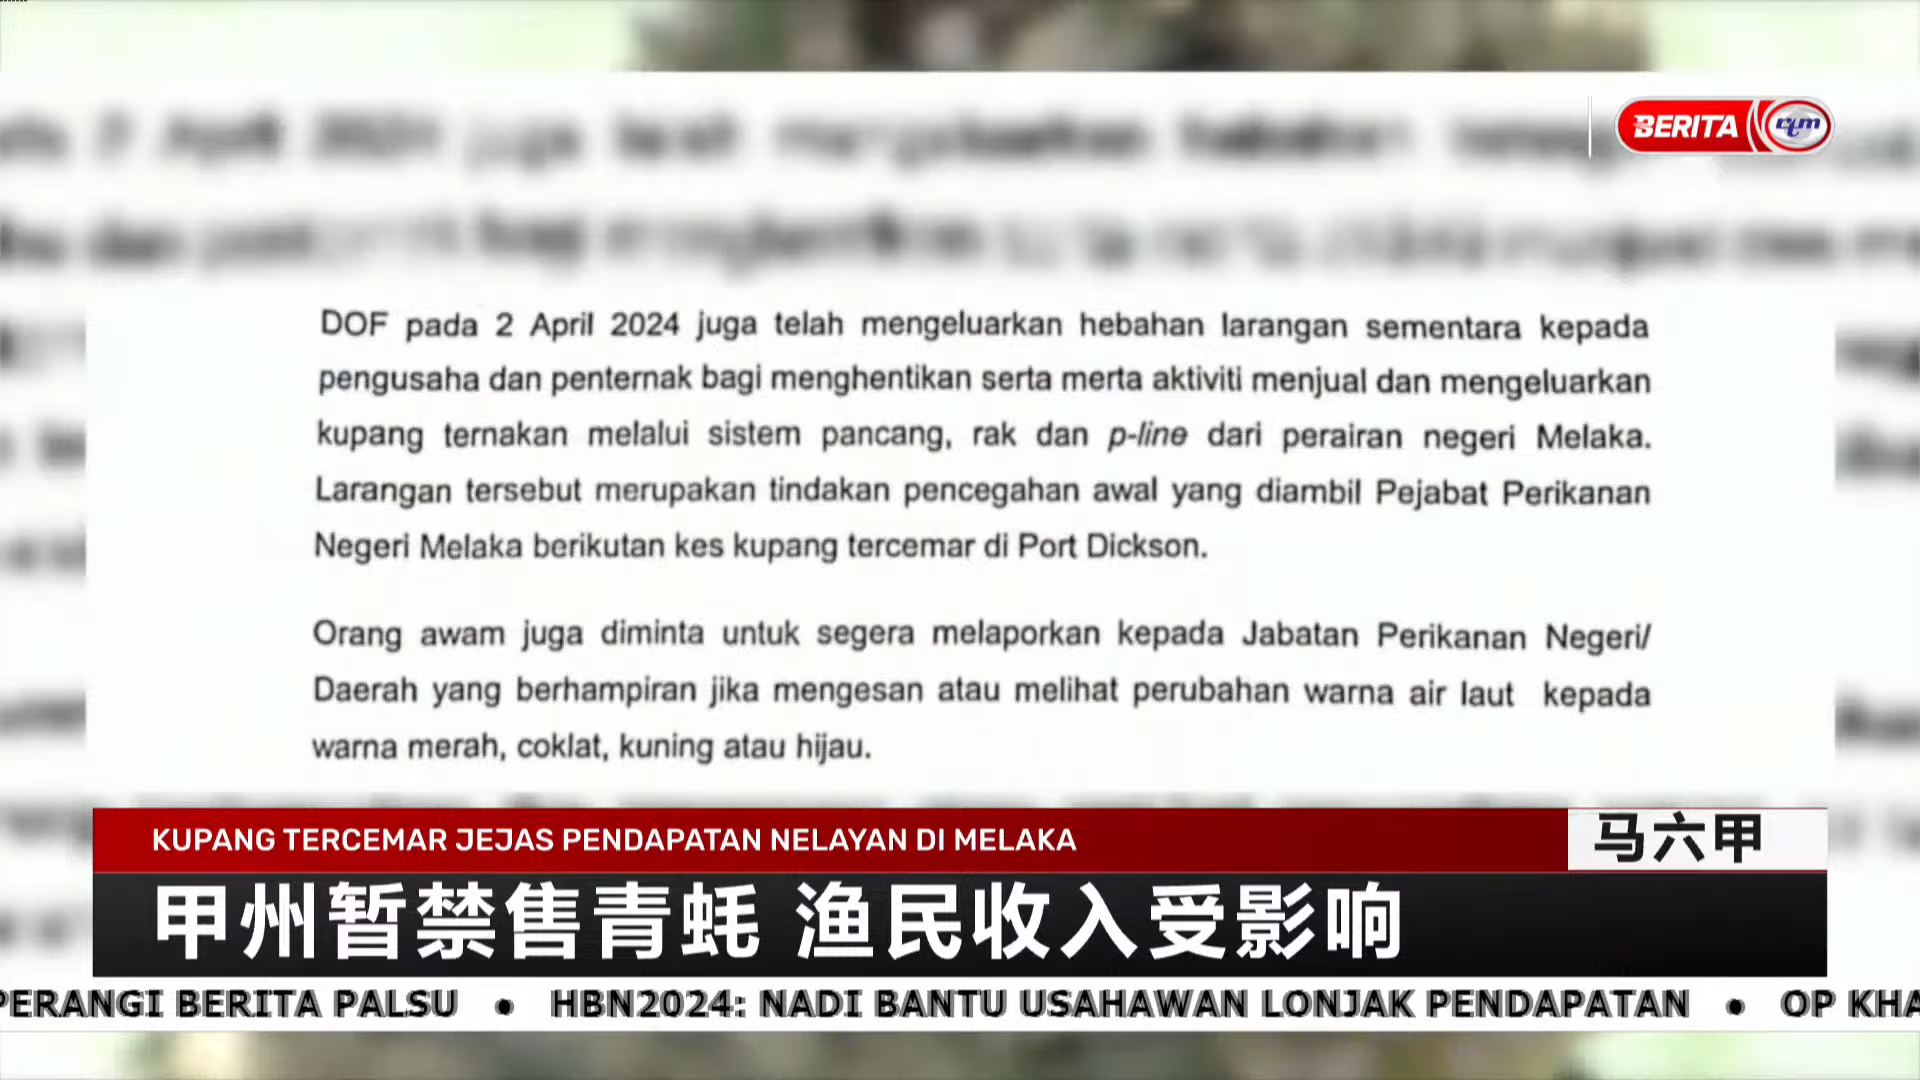 BERITA rtm
DOF pada 2 April 2024 juga telah mengeluarkan hebahan larangan sementara kepada
pengusaha dan penternak bagi menghentikan serta merta aktiviti menjual dan mengeluarkan
kupang ternakan melalui sistem pancang, rak dan p-line dari perairan negeri Melaka.
Larangan tersebut merupakan tindakan pencegahan awal yang diambil Pejabat Perikanan
Negeri Melaka berikutan kes kupang tercemar di Port Dickson.
Orang awam juga diminta untuk segera melaporkan kepada Jabatan Perikanan Negeri/
Daerah yang berhampiran jika mengesan atau melihat perubahan warna air laut kepada
warna merah, coklat, kuning atau hijau.
KUPANG TERCEMAR JEJAS PENDAPATAN NELAYAN DI MELAKA
马六甲
甲州暂禁售青蚝 渔民收入受影响
PERANGI BERITA PALSU • HBN2024: NADI BANTU USAHAWAN LONJAK PENDAPATAN • OP KHA